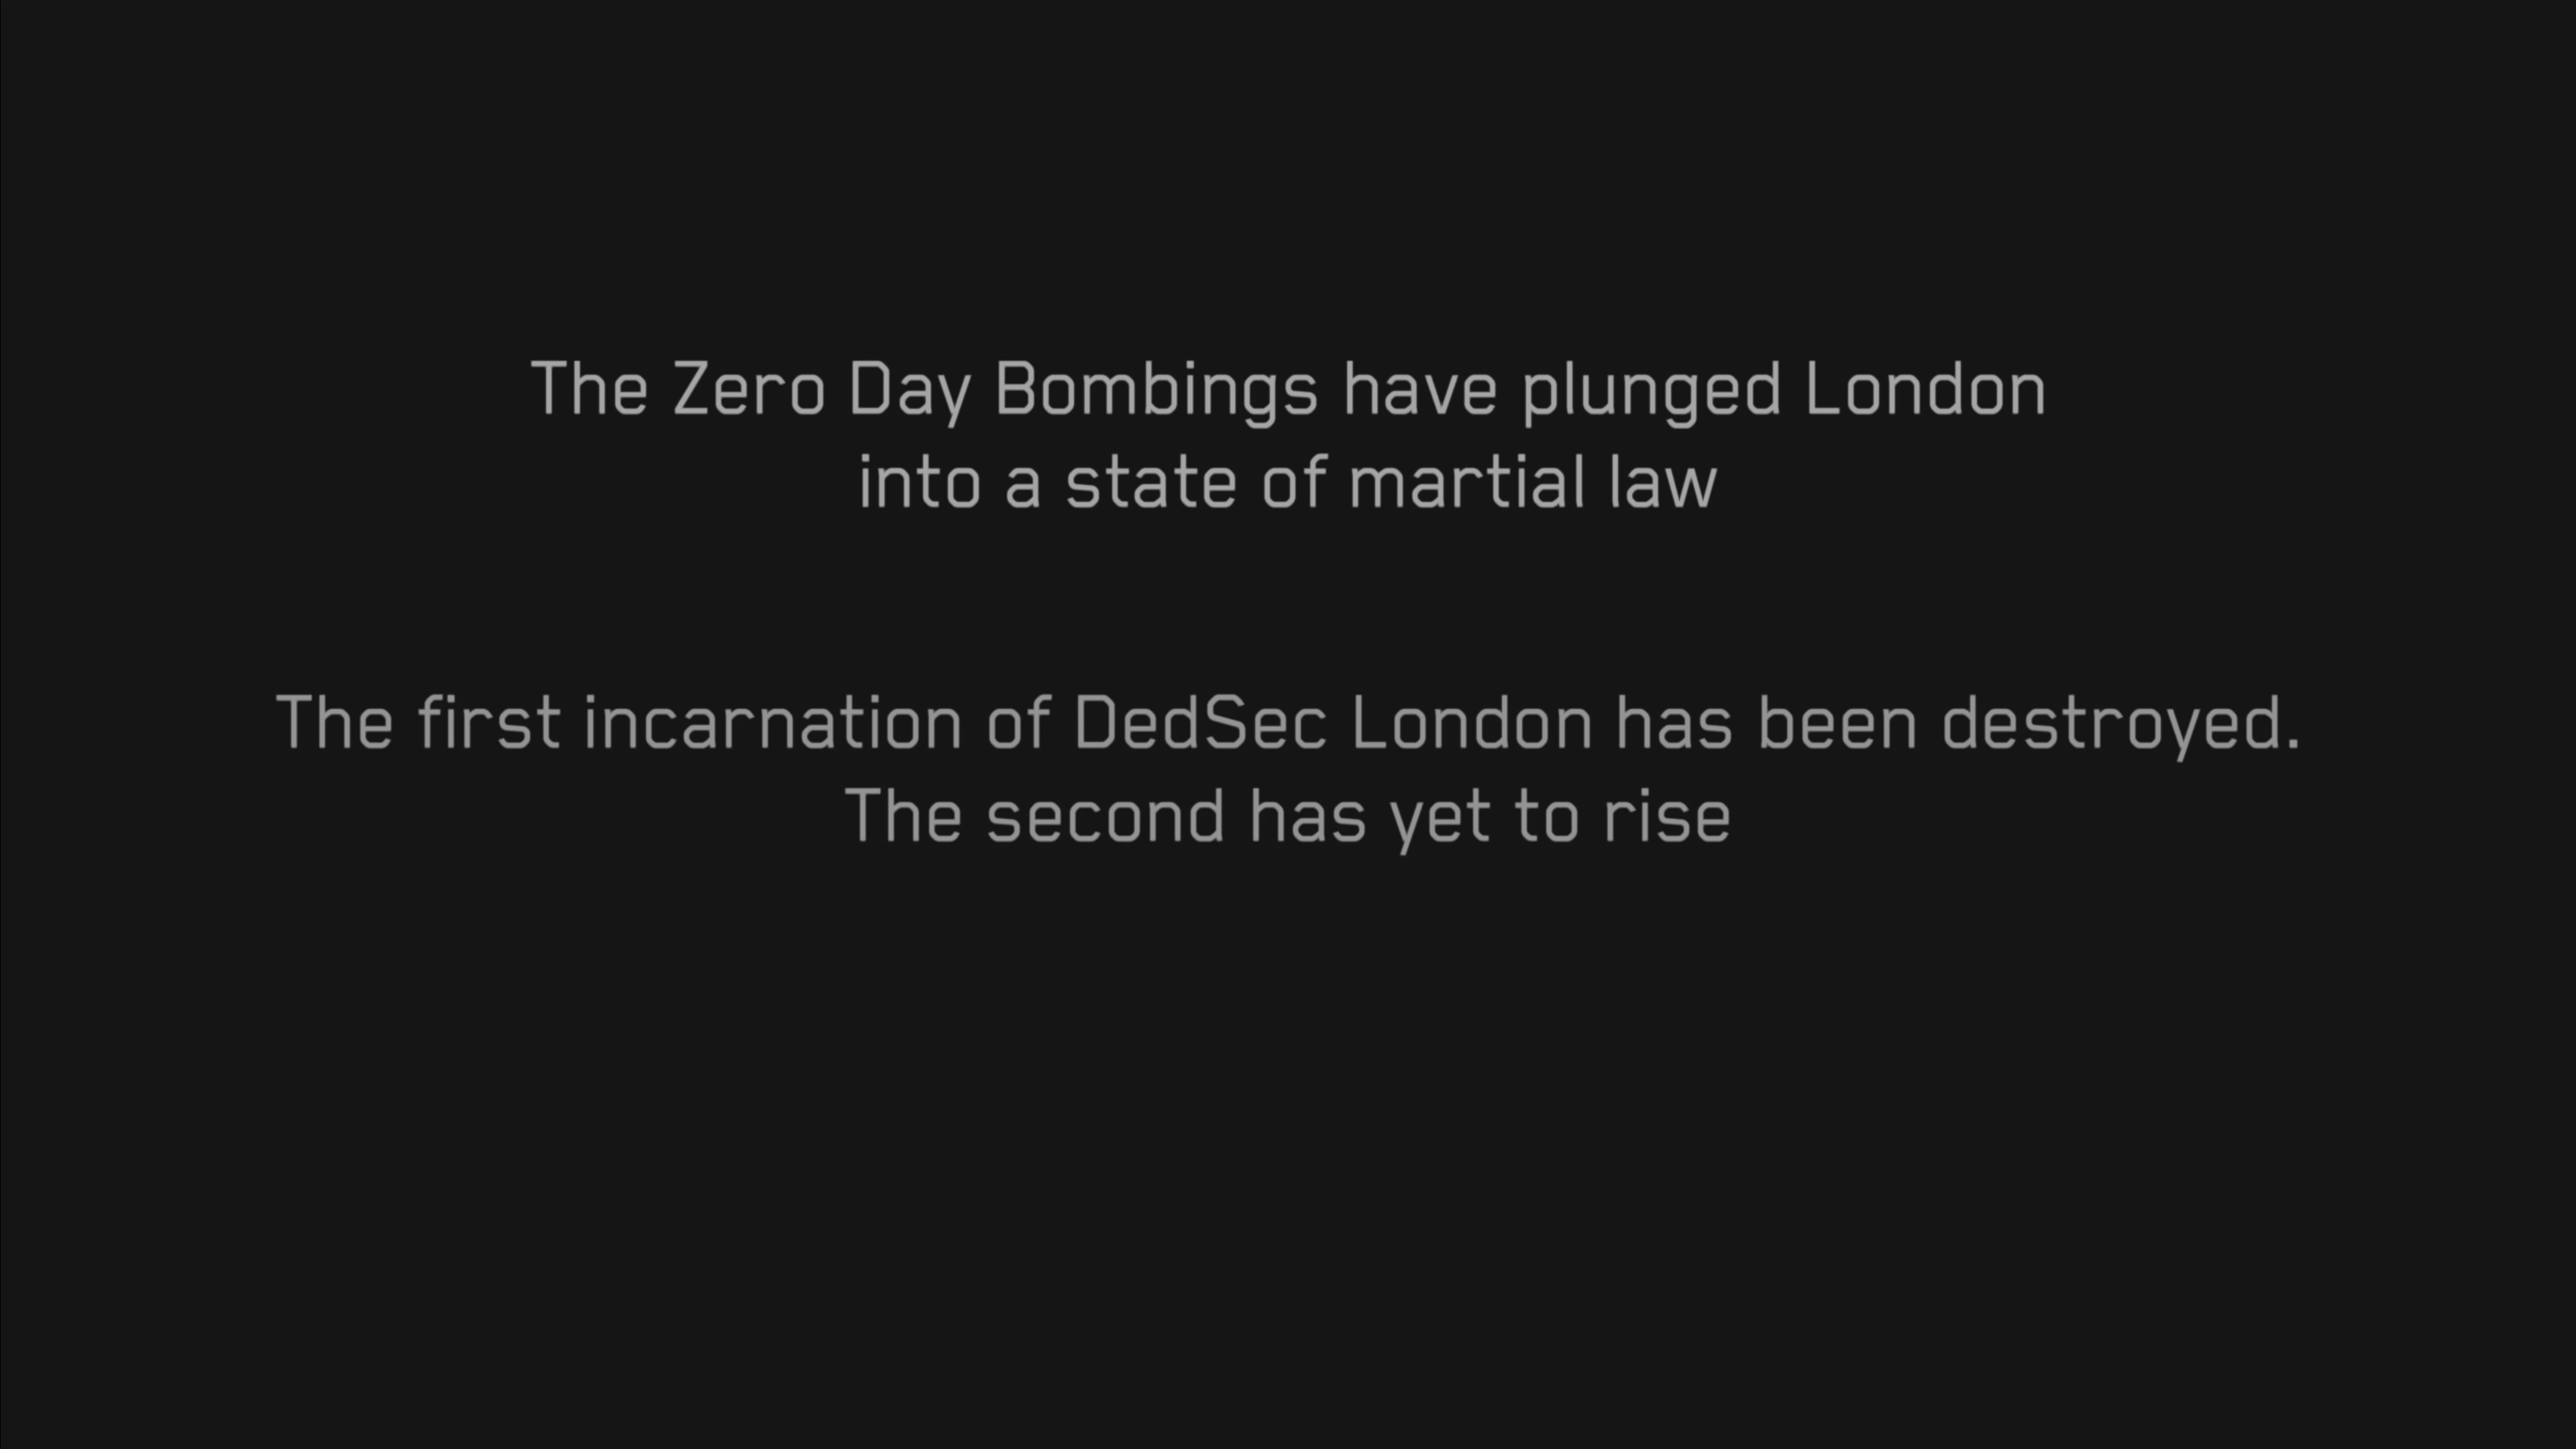 The Zero Day Bombings have plunged London
into a state of martial law
The first incarnation of DedSec London has been destroyed.
The second has yet to rise